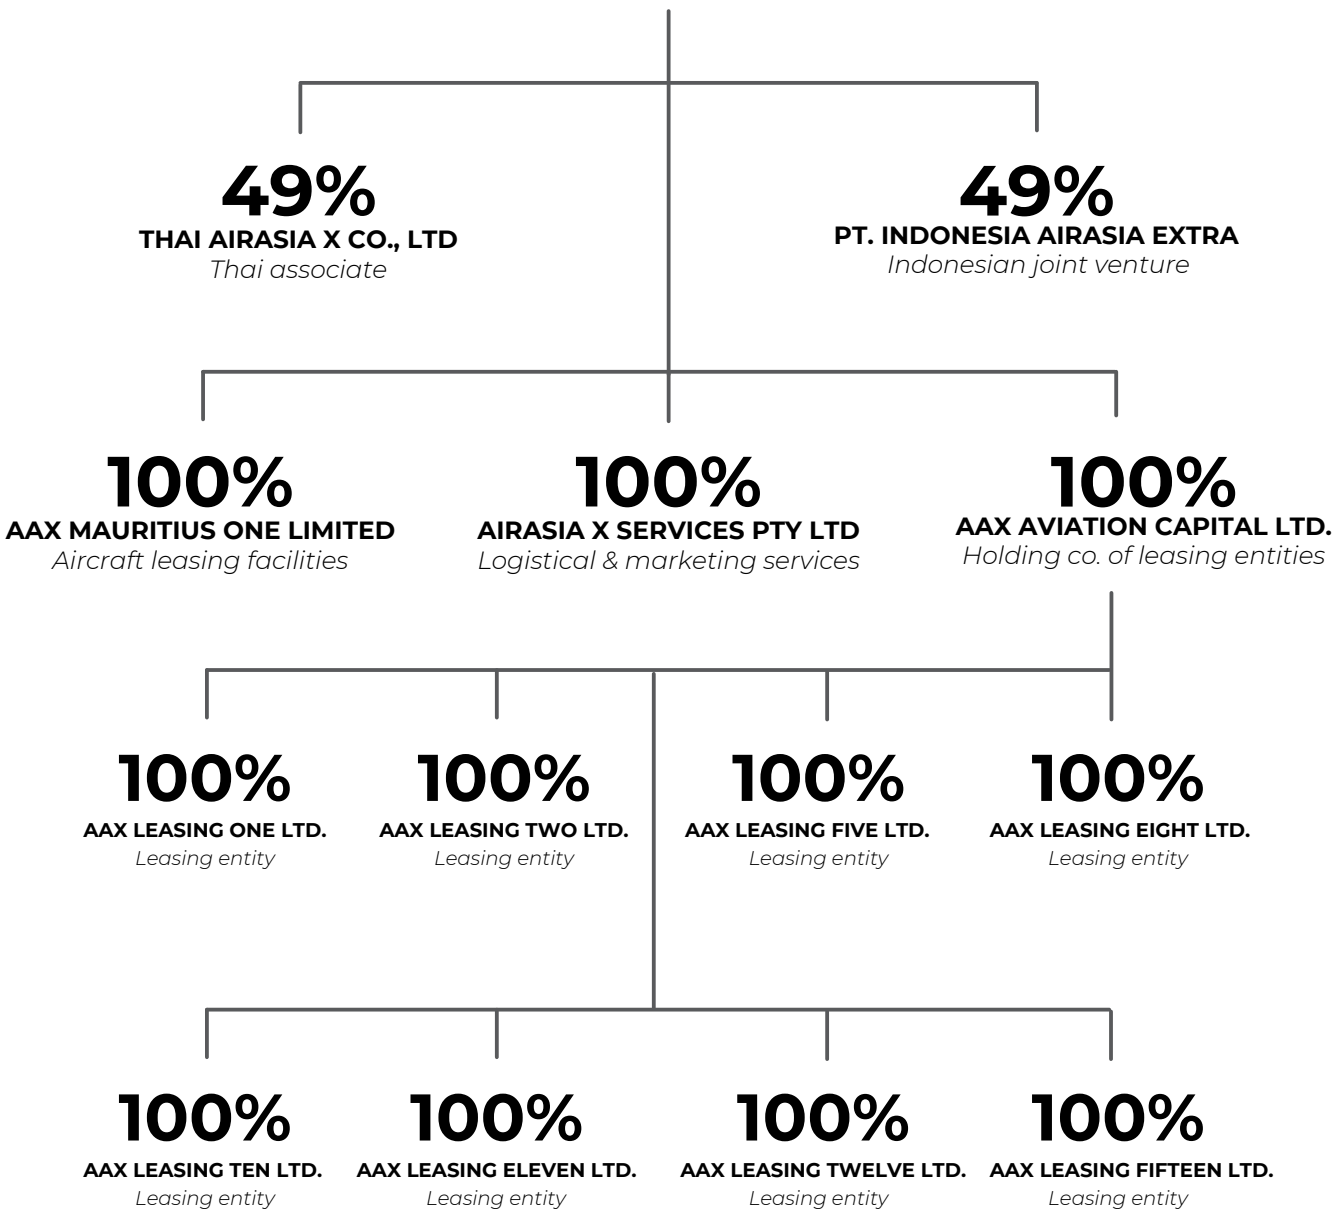 49%
THAI AIRASIA X CO., LTD
Thai associate
49%
PT. INDONESIA AIRASIA EXTRA
Indonesian joint venture
100%
AAX MAURITIUS ONE LIMITED
Aircraft leasing facilities
100%
AIRASIA X SERVICES PTY LTD
Logistical & marketing services
100%
AAX AVIATION CAPITAL LTD.
Holding co. of leasing entities
100%
AAX LEASING ONE LTD.
Leasing entity
100%
AAX LEASING TWO LTD.
Leasing entity
100%
AAX LEASING FIVE LTD.
Leasing entity
100%
AAX LEASING EIGHT LTD.
Leasing entity
100%
AAX LEASING TEN LTD.
Leasing entity
100%
AAX LEASING ELEVEN LTD.
Leasing entity
100%
AAX LEASING TWELVE LTD.
Leasing entity
100%
AAX LEASING FIFTEEN LTD.
Leasing entity